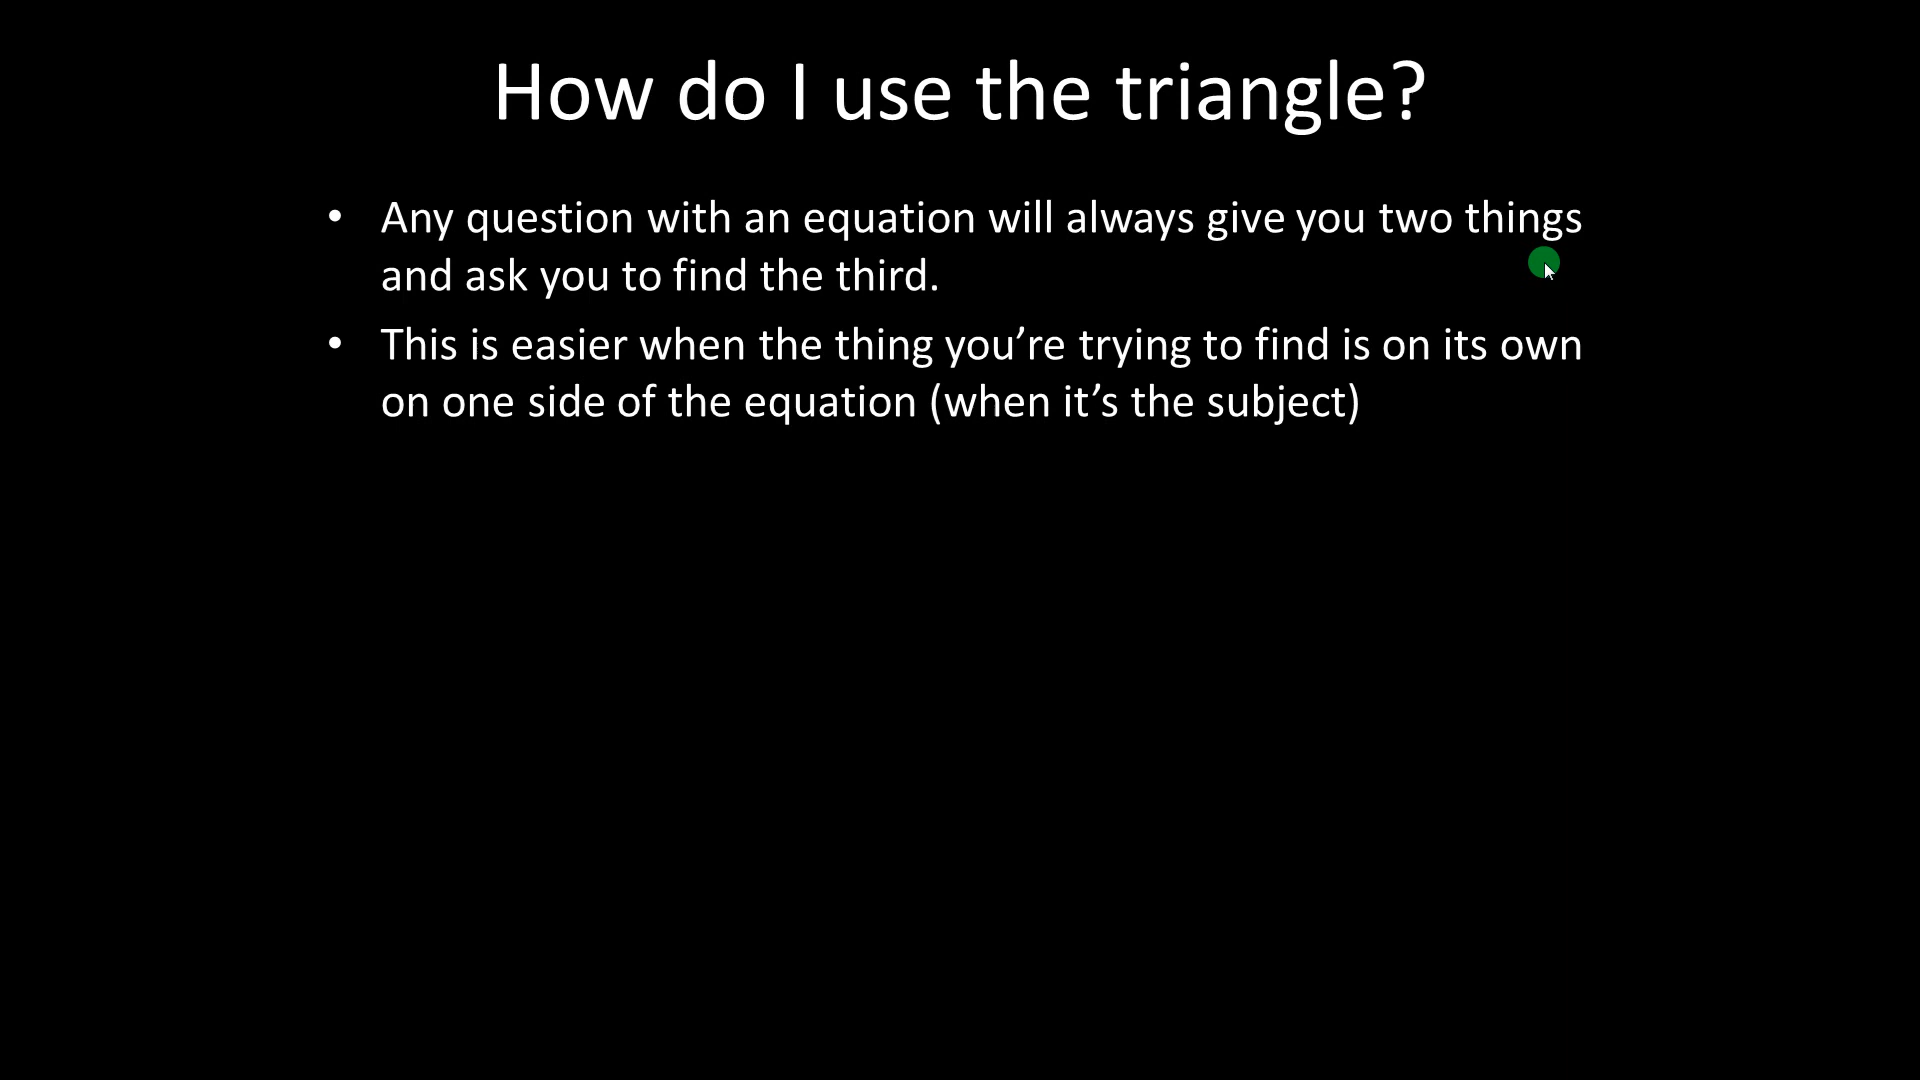 How do I use the triangle?
• Any question with an equation will always give you two things
and ask you to find the third.
• This is easier when the thing you’re trying to find is on its own
on one side of the equation (when it’s the subject)